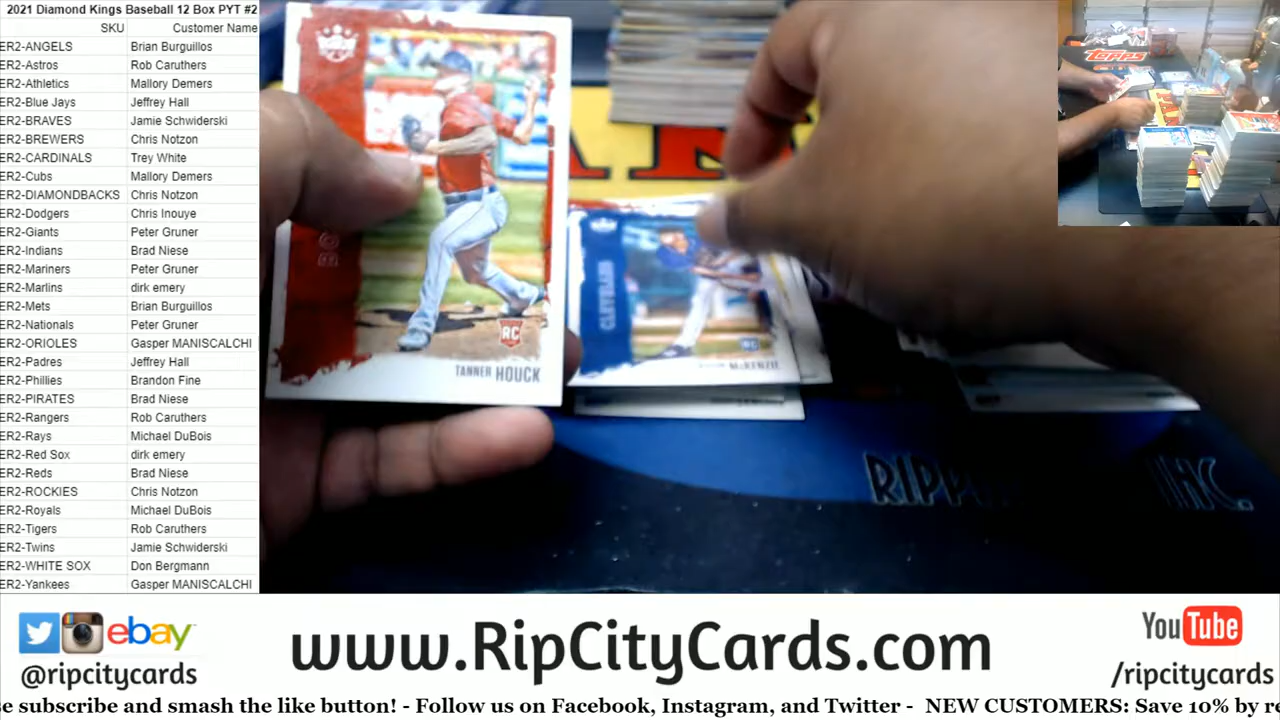 2021 Diamond Kings Baseball 12 Box PYT #2
SKU Customer Name
ER2-ANGELS Brian Burguillos
ER2-Astros Rob Caruthers
ER2-Athletics Mallory Demers
ER2-Blue Jays Jeffrey Hall
ER2-BRAVES Jamie Schwiderski
ER2-BREWERS Chris Notzon
ER2-CARDINALS Trey White
ER2-Cubs Mallory Demers
ER2-DIAMONDBACKS Chris Notzon
ER2-Dodgers Chris Inouye
ER2-Giants Peter Gruner
ER2-Indians Brad Niese
ER2-Mariners Peter Gruner
ER2-Marlins dirk emery
ER2-Mets Brian Burguillos
ER2-Nationals Peter Gruner
ER2-ORIOLES Gasper MANISCALCHI
ER2-Padres Jeffrey Hall
ER2-Phillies Brandon Fine
ER2-PIRATES Brad Niese
ER2-Rangers Rob Caruthers
ER2-Rays Michael DuBois
ER2-Red Sox dirk emery
ER2-Reds Brad Niese
ER2-ROCKIES Chris Notzon
ER2-Royals Michael DuBois
ER2-Tigers Rob Caruthers
ER2-Twins Jamie Schwiderski
ER2-WHITE SOX Don Bergmann
ER2-Yankees Gasper MANISCALCHI
RC
TANNER HOUCK
CLEVELAND
RC
McKENZIE
RIPP
INC.
Topps
ebay
@ripcitycards
www.RipCityCards.com
YouTube
/ripcitycards
e subscribe and smash the like button! - Follow us on Facebook, Instagram, and Twitter - NEW CUSTOMERS: Save 10% by re